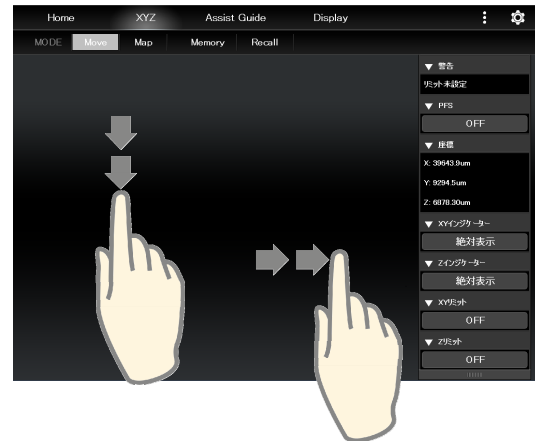 Home XYZ Assist Guide Display
MODE Move Map Memory Recall
▼ 警告
リミット未設定
▼ PFS
OFF
▼ 座標
X: 39643.9um
Y: 9294.5um
Z: 6878.30um
▼ XYインジケーター
絶対表示
▼ Zインジケーター
絶対表示
▼ XYリミット
OFF
▼ Zリミット
OFF